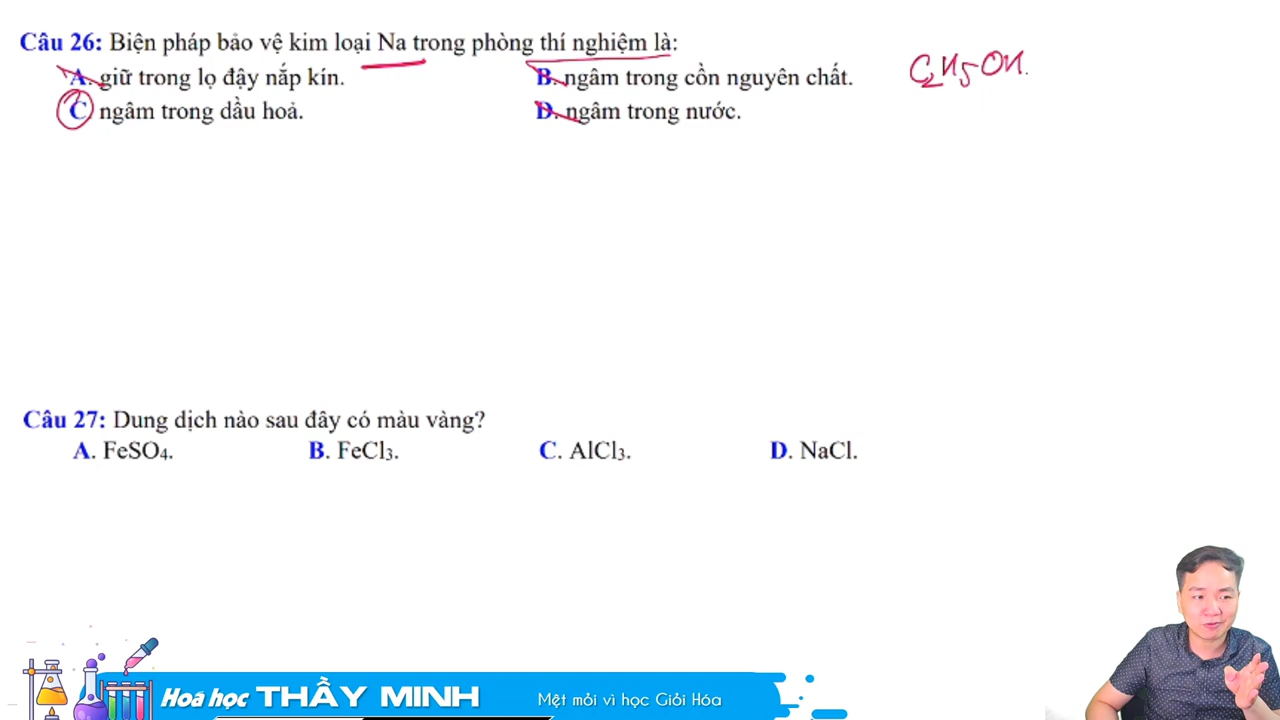 Câu 26: Biện pháp bảo vệ kim loại Na trong phòng thí nghiệm là:
A. giữ trong lọ đậy nắp kín. B. ngâm trong cồn nguyên chất.
C2H5OH.
C ngâm trong dầu hoả. D. ngâm trong nước.
Câu 27: Dung dịch nào sau đây có màu vàng?
A. FeSO4. B. FeCl3. C. AlCl3. D. NaCl.
Hoá học THẦY MINH Mệt mỏi vì học Giỏi Hóa